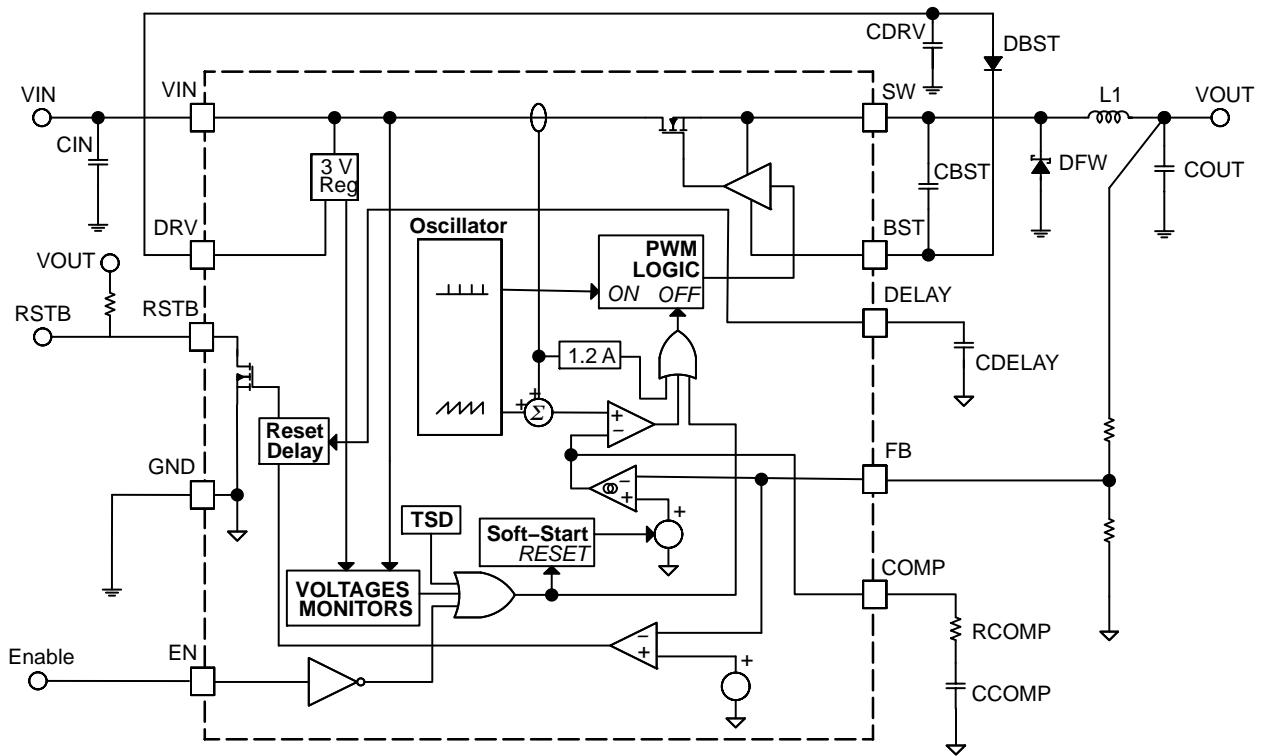 CDRV
DBST
VIN
VIN
SW
L1
VOUT
CIN
3 V
Reg
CBST
DFW
COUT
DRV
Oscillator
PWM
LOGIC
ON OFF
BST
VOUT
RSTB
RSTB
DELAY
1.2 A
CDELAY
+
+
Σ
+
−
Reset
Delay
GND
FB
−
+
+
TSD
Soft−Start
RESET
VOLTAGES
MONITORS
COMP
RCOMP
−
+
+
Enable
EN
CCOMP